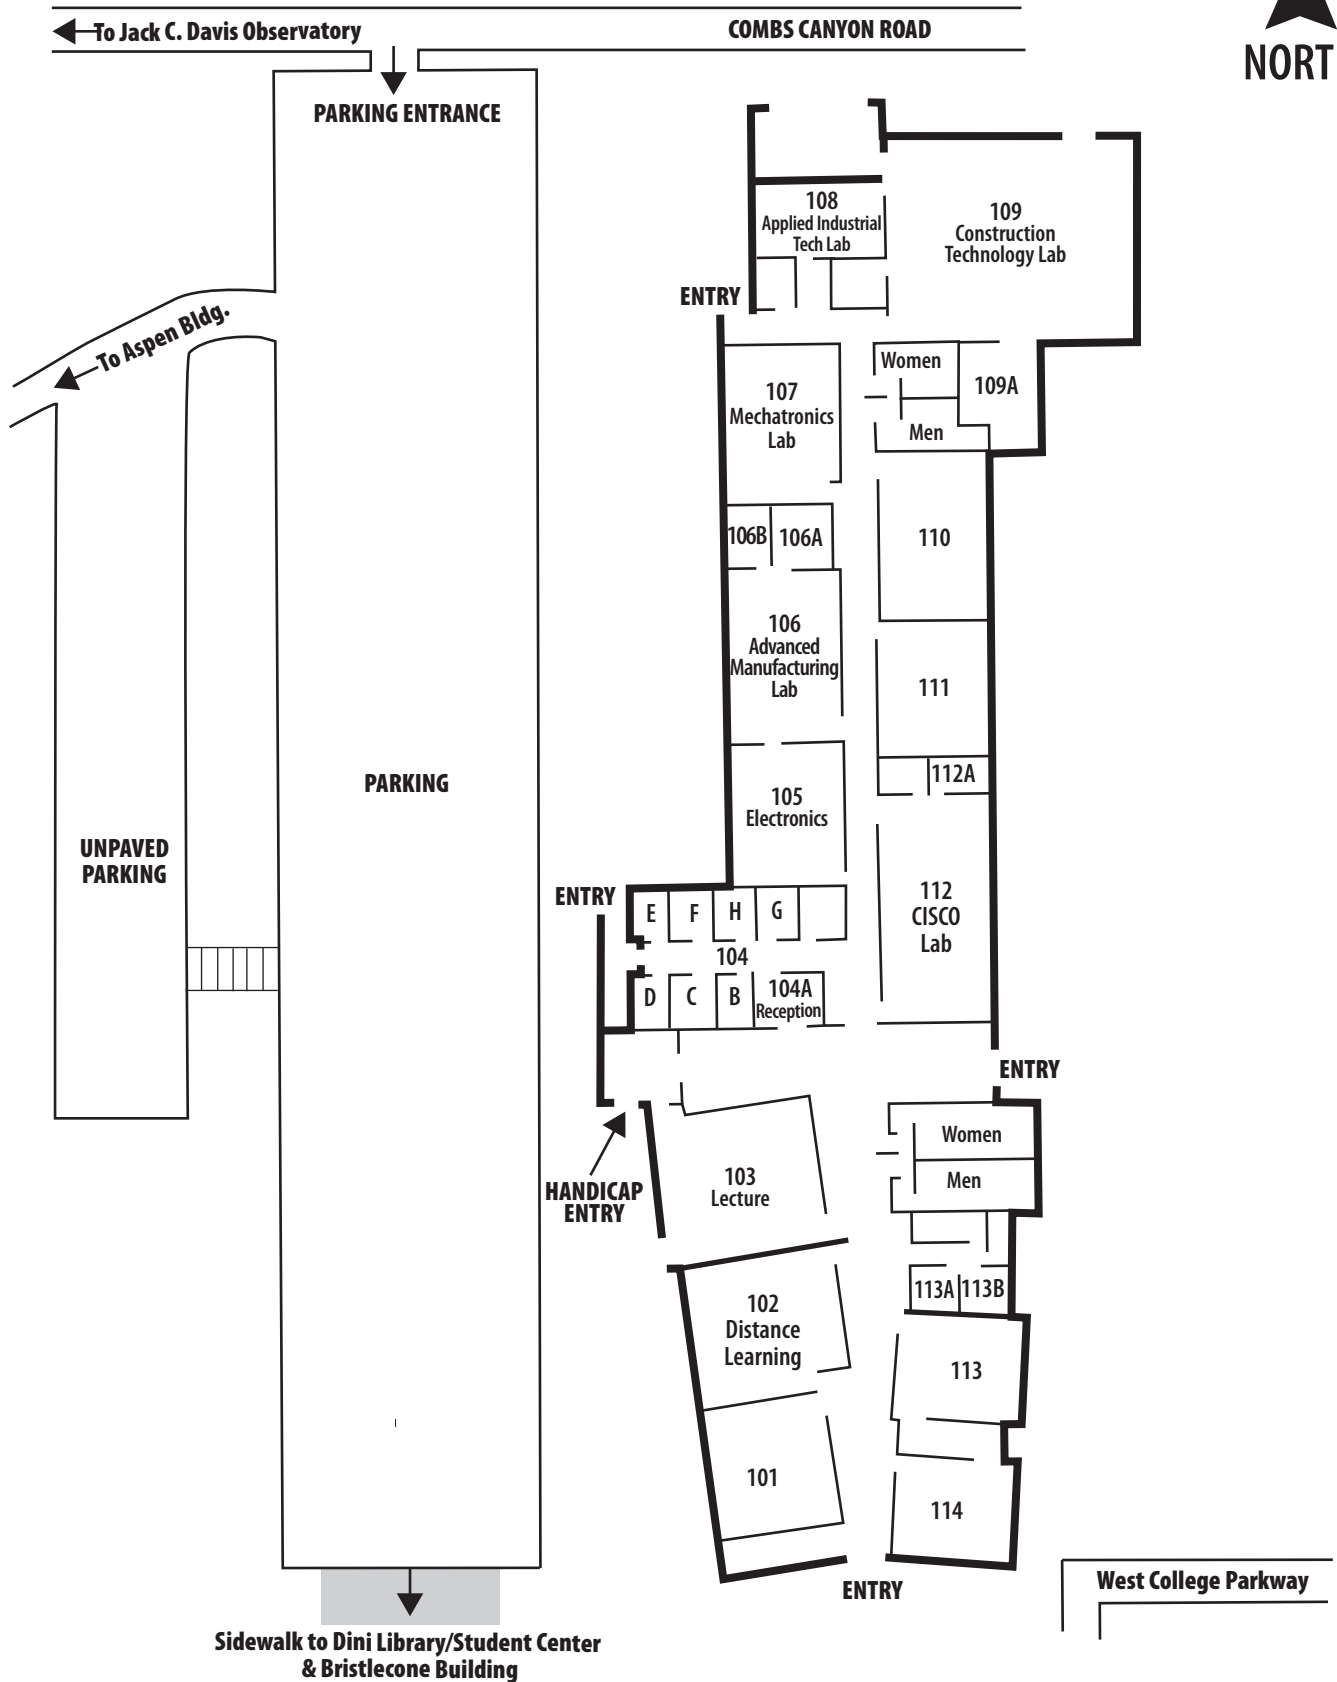 To Jack C. Davis Observatory
COMBS CANYON ROAD
NORT
PARKING ENTRANCE
108
Applied Industrial
Tech Lab
109
Construction
Technology Lab
ENTRY
To Aspen Bldg.
Women
109A
107
Mechatronics
Lab
Men
106B
106A
110
106
Advanced
Manufacturing
Lab
111
112A
PARKING
105
Electronics
UNPAVED
PARKING
112
CISCO
Lab
ENTRY
E
F
H
G
104
D
C
B
104A
Reception
ENTRY
Women
Men
103
Lecture
HANDICAP
ENTRY
113A
113B
102
Distance
Learning
113
101
114
ENTRY
West College Parkway
Sidewalk to Dini Library/Student Center
& Bristlecone Building